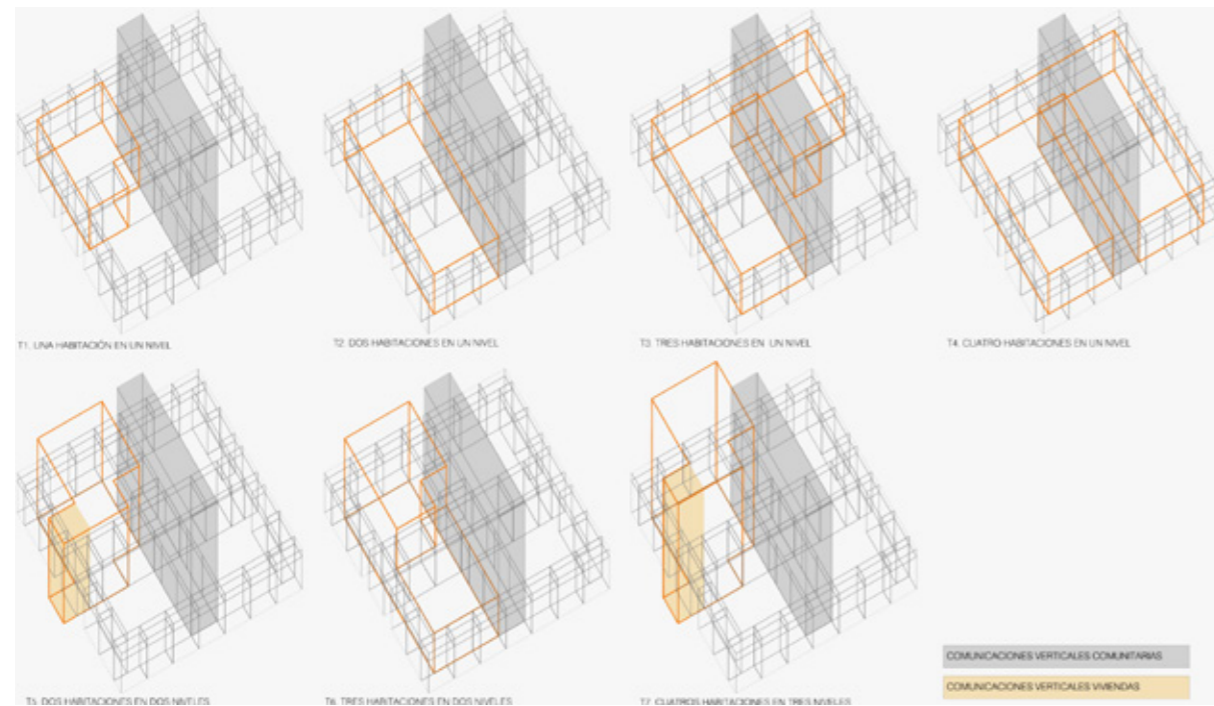 T1. UNA HABITACIÓN EN UN NIVEL
T2. DOS HABITACIONES EN UN NIVEL
T3. TRES HABITACIONES EN UN NIVEL
T4. CUATRO HABITACIONES EN UN NIVEL
T5. DOS HABITACIONES EN DOS NIVELES
T6. TRES HABITACIONES EN DOS NIVELES
T7. CUATROS HABITACIONES EN TRES NIVELES
COMUNICACIONES VERTICALES COMUNITARIAS
COMUNICACIONES VERTICALES VIVIENDAS